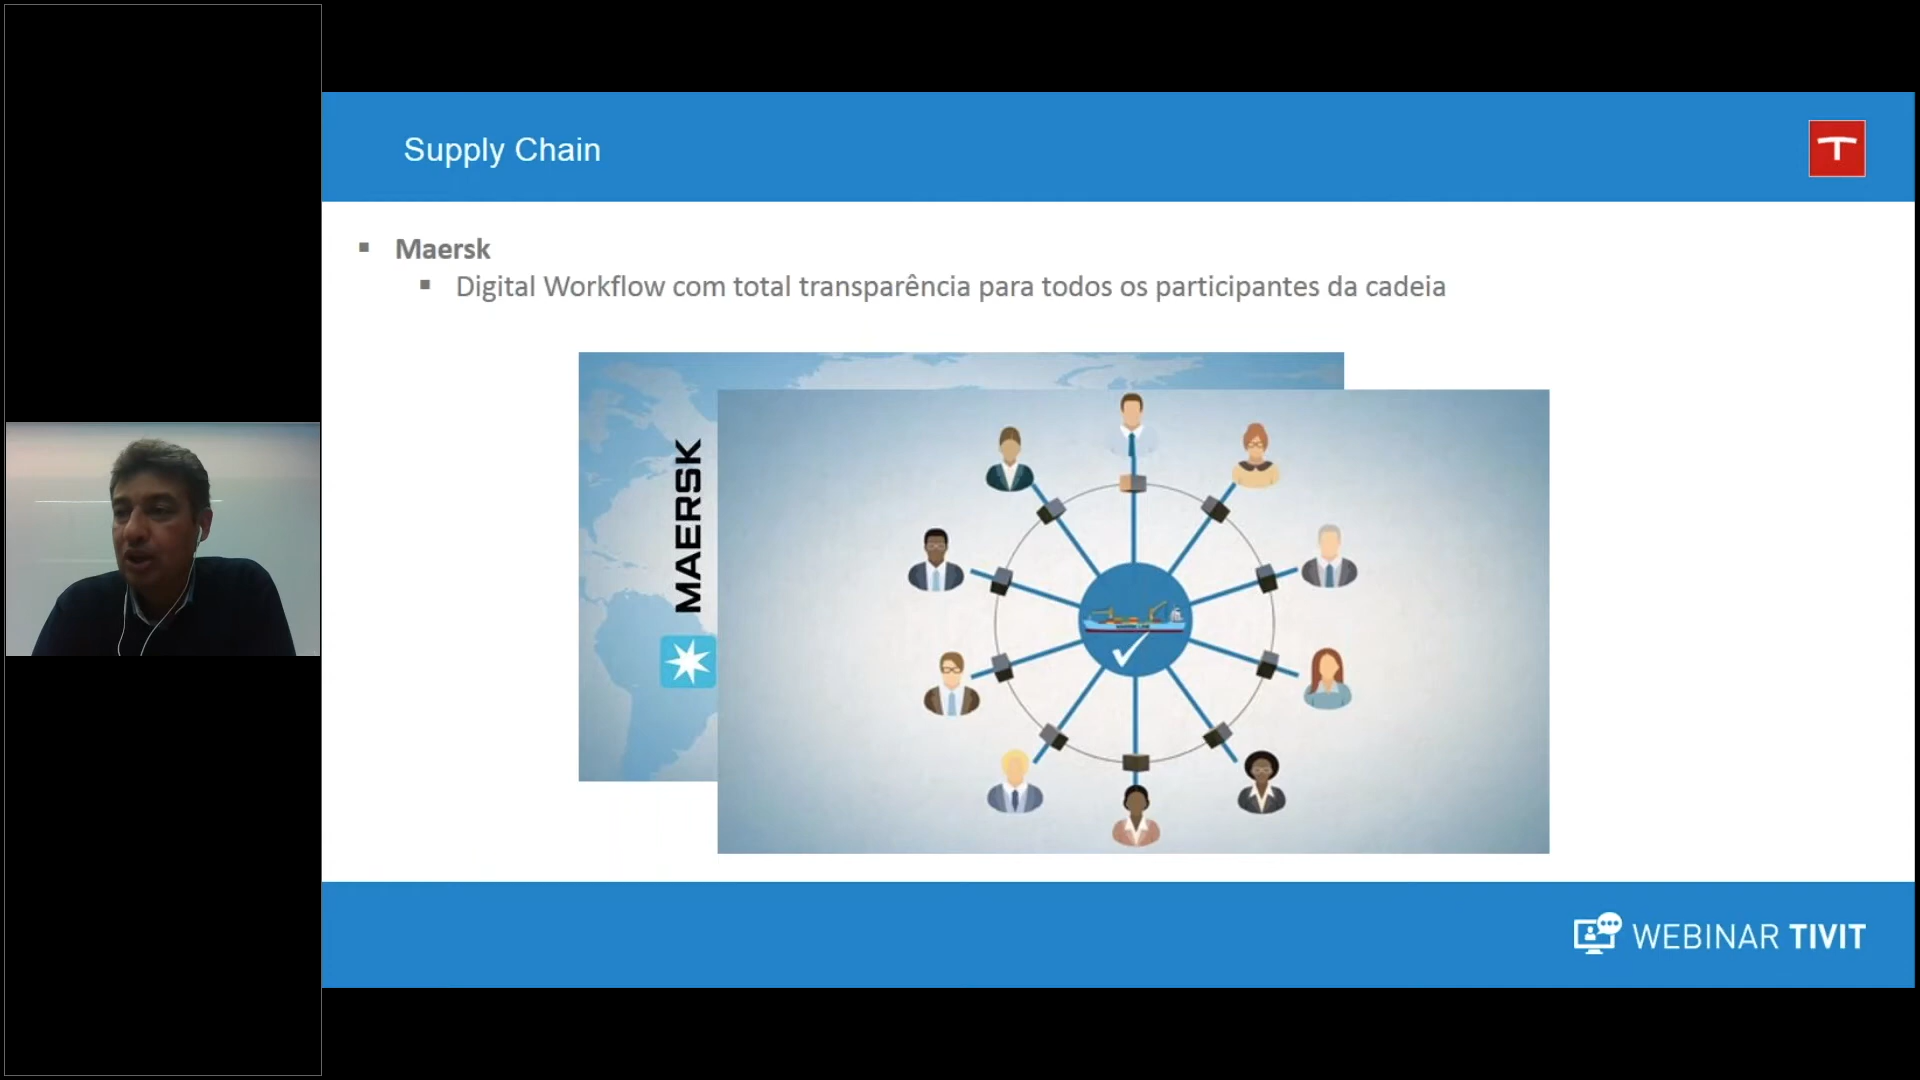 Supply Chain
Maersk
Digital Workflow com total transparência para todos os participantes da cadeia
MAERSK
WEBINAR TIVIT